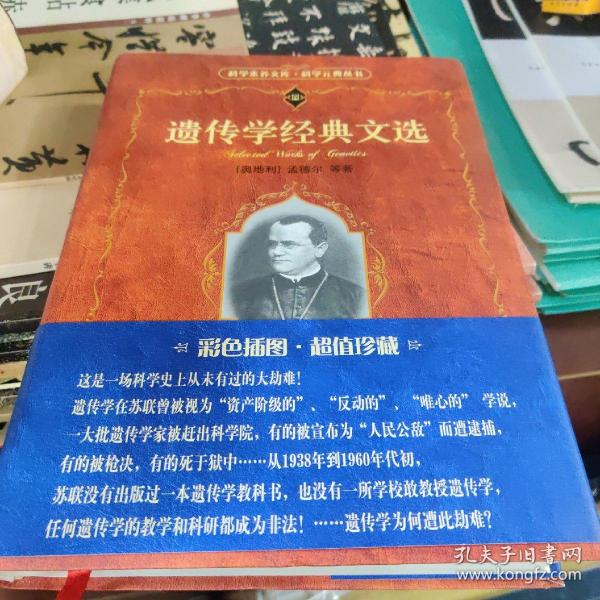 科学素养文库·科学元典丛书
遗传学经典文选
Selected Works of Genetics
[奥地利] 孟德尔 等著
彩色插图·超值珍藏
这是一场科学史上从未有过的大劫难!
遗传学在苏联曾被视为“资产阶级的”、“反动的”、“唯心的”学说,
一大批遗传学家被赶出科学院,有的被宣布为“人民公敌”而遭逮捕,
有的被枪决,有的死于狱中……从1938年到1960年代初,
苏联没有出版过一本遗传学教科书,也没有一所学校敢教授遗传学,
任何遗传学的教学和科研都成为非法!……遗传学为何遭此劫难?
孔夫子旧书网
www.kongfz.com